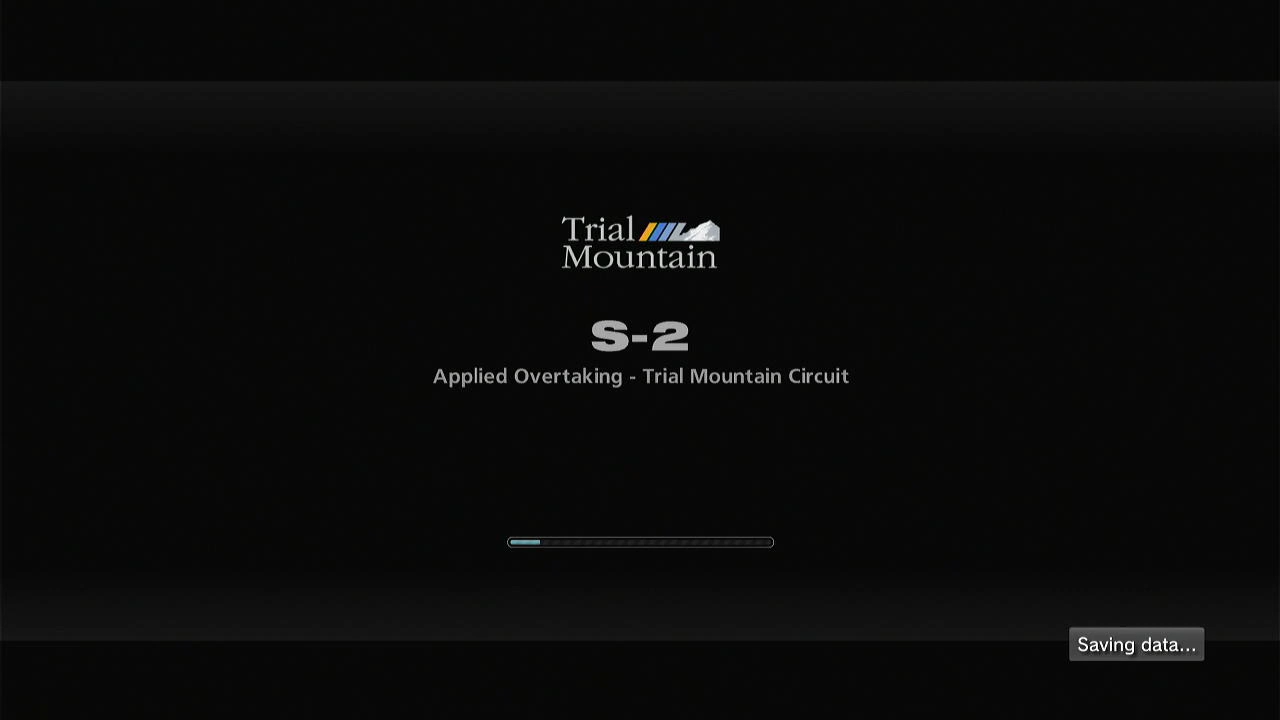 Trial
Mountain
S-2
Applied Overtaking - Trial Mountain Circuit
Saving data...